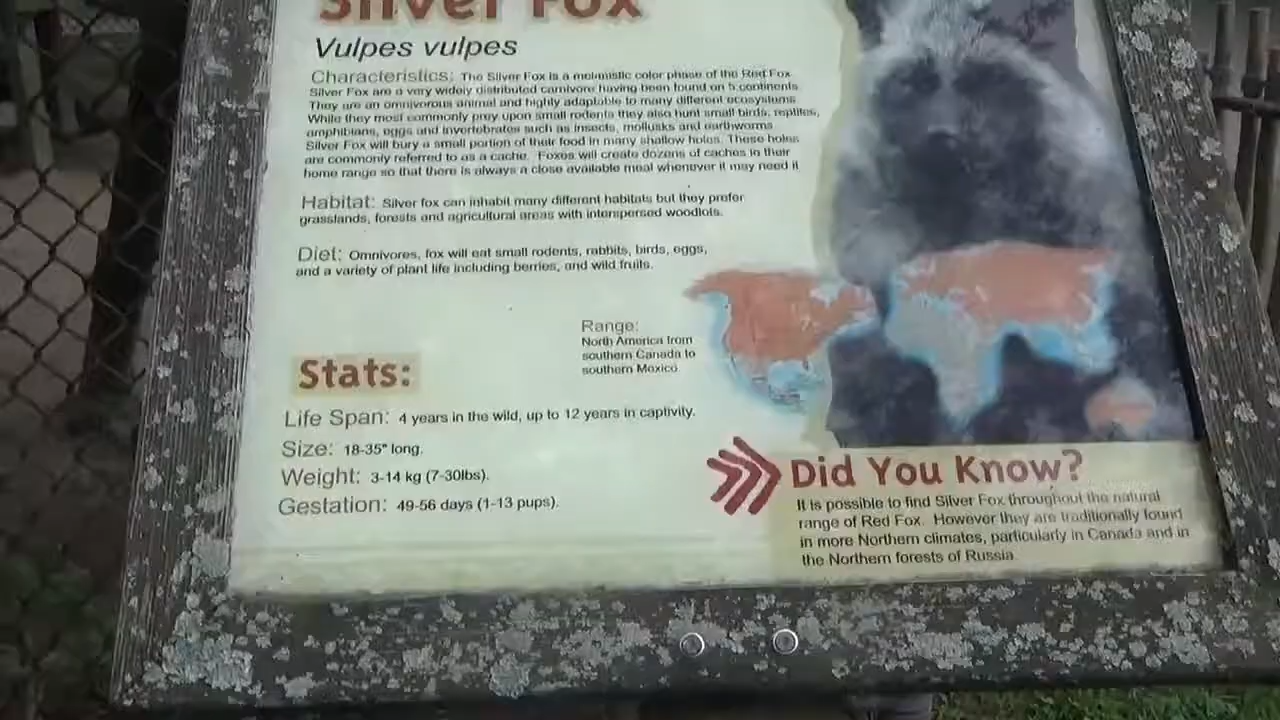 Silver Fox
Vulpes vulpes
Characteristics: The Silver Fox is a melanistic color phase of the Red Fox
Silver Fox are a very widely distributed carnivore having been found on 5 continents
They are an omnivorous animal and highly adaptable to many different ecosystems
While they most commonly prey upon small rodents they also hunt small birds, reptiles,
amphibians, eggs and invertebrates such as insects, mollusks and earthworms
Silver Fox will bury a small portion of their food in many shallow holes. These holes
are commonly referred to as a cache. Foxes will create dozens of caches in their
home range so that there is always a close available meal whenever it may need it
Habitat: Silver fox can inhabit many different habitats but they prefer
grasslands, forests and agricultural areas with interspersed woodlots.
Diet: Omnivores, fox will eat small rodents, rabbits, birds, eggs,
and a variety of plant life including berries, and wild fruits.
Range:
North America from
southern Canada to
southern Mexico
Stats:
Life Span: 4 years in the wild, up to 12 years in captivity.
Size: 18-35" long.
Weight: 3-14 kg (7-30lbs).
Gestation: 49-56 days (1-13 pups).
Did You Know?
It is possible to find Silver Fox throughout the natural
range of Red Fox. However they are traditionally found
in more Northern climates, particularly in Canada and in
the Northern forests of Russia.